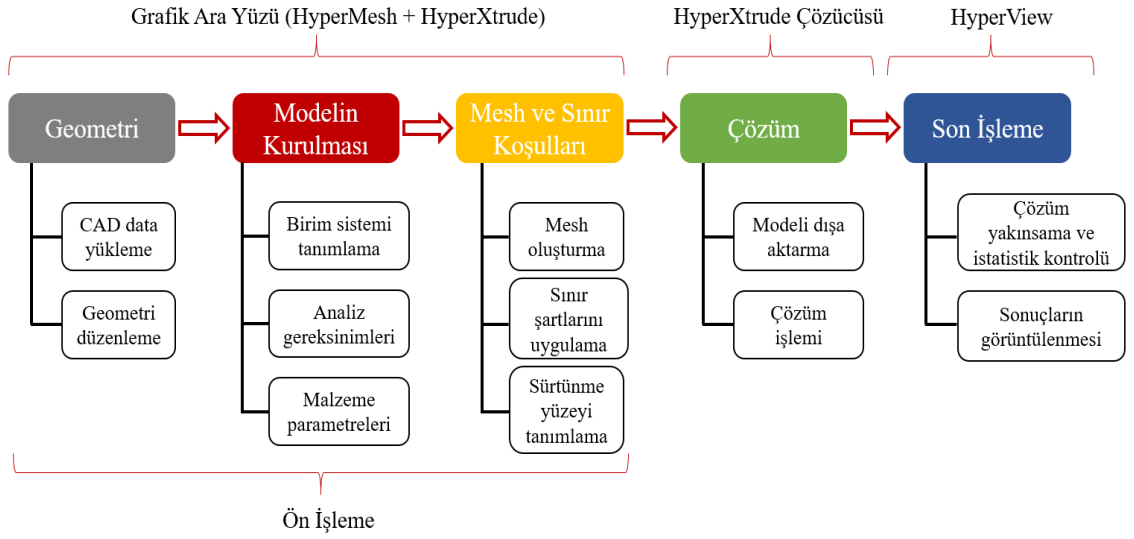 Grafik Ara Yüzü (HyperMesh + HyperXtrude)
HyperXtrude Çözücüsü
HyperView
Geometri
Modelin
Kurulması
Mesh ve Sınır
Koşulları
Çözüm
Son İşleme
CAD data
yükleme
Geometri
düzenleme
Birim sistemi
tanımlama
Analiz
gereksinimleri
Malzeme
parametreleri
Mesh
oluşturma
Sınır
şartlarını
uygulama
Sürtünme
yüzeyi
tanımlama
Modeli dışa
aktarma
Çözüm
işlemi
Çözüm
yakınsama ve
istatistik kontrolü
Sonuçların
görüntülenmesi
Ön İşleme